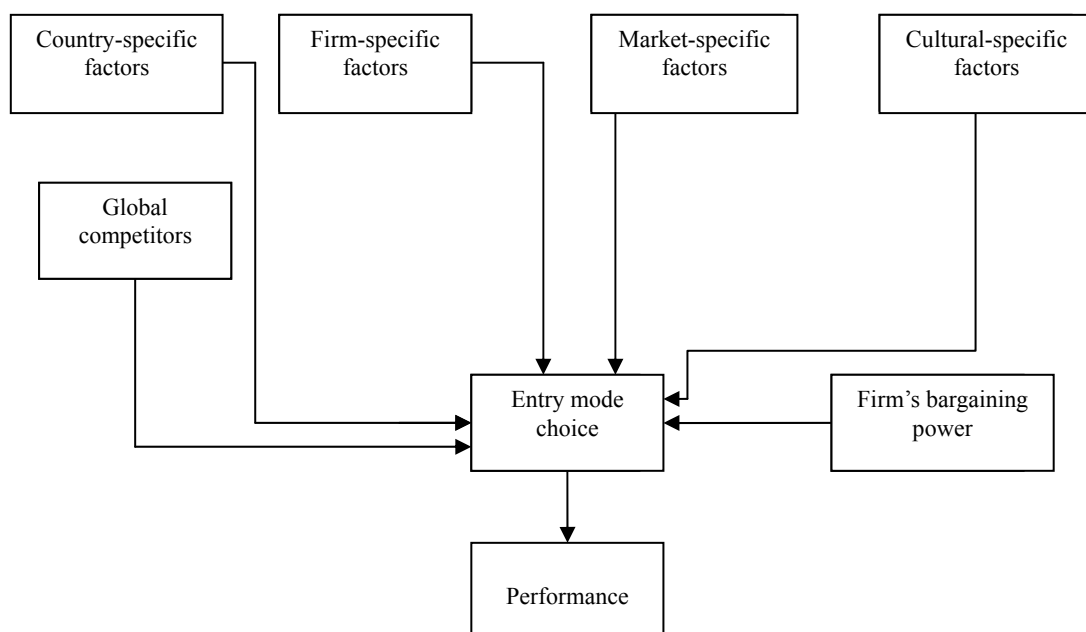 Country-specific
factors
Firm-specific
factors
Market-specific
factors
Cultural-specific
factors
Global
competitors
Entry mode
choice
Firm’s bargaining
power
Performance